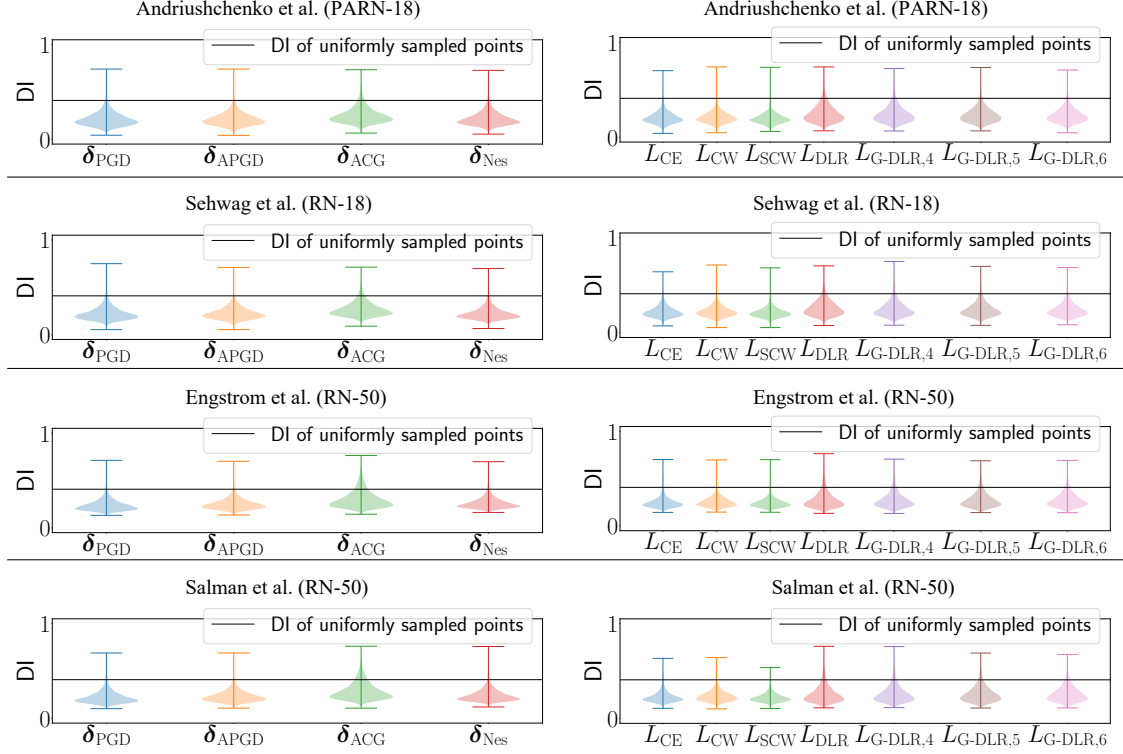 Andriushchenko et al. (PARN-18)
DI of uniformly sampled points
1
DI
0
δPGD δAPGD δACG δNes
Andriushchenko et al. (PARN-18)
DI of uniformly sampled points
1
DI
0
LCE LCW LSCW LDLR LG-DLR,4 LG-DLR,5 LG-DLR,6
Sehwag et al. (RN-18)
DI of uniformly sampled points
1
DI
0
δPGD δAPGD δACG δNes
Sehwag et al. (RN-18)
DI of uniformly sampled points
1
DI
0
LCE LCW LSCW LDLR LG-DLR,4 LG-DLR,5 LG-DLR,6
Engstrom et al. (RN-50)
DI of uniformly sampled points
1
DI
0
δPGD δAPGD δACG δNes
Engstrom et al. (RN-50)
DI of uniformly sampled points
1
DI
0
LCE LCW LSCW LDLR LG-DLR,4 LG-DLR,5 LG-DLR,6
Salman et al. (RN-50)
DI of uniformly sampled points
1
DI
0
δPGD δAPGD δACG δNes
Salman et al. (RN-50)
DI of uniformly sampled points
1
DI
0
LCE LCW LSCW LDLR LG-DLR,4 LG-DLR,5 LG-DLR,6